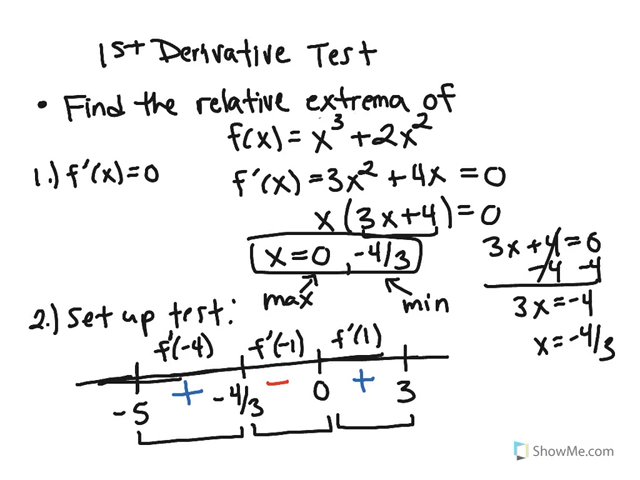 1st Derivative Test
• Find the relative extrema of
f(x) = x³ + 2x²
1.) f'(x) = 0
f'(x) = 3x² + 4x = 0
x (3x + 4) = 0
x = 0, -4/3
max
min
3x + 4 = 0
-4 -4
3x = -4
x = -4/3
2.) Set up test:
f'(-4) f'(-1) f'(1)
+ − +
-5 -4/3 0 3
ShowMe.com